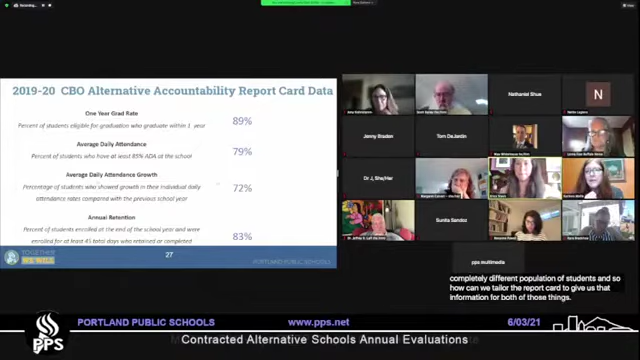 Recording...
2019-20 CBO Alternative Accountability Report Card Data
One Year Grad Rate
Percent of students eligible for graduation who graduate within 1 year
89%
Average Daily Attendance
Percent of students who have at least 85% ADA at the school
79%
Average Daily Attendance Growth
Percentage of students who showed growth in their individual daily
attendance rates compared with the previous school year
72%
Annual Retention
Percent of students enrolled at the end of the school year and were
enrolled for at least 45 total days who retained or completed
83%
TOGETHER
WE WILL
27
PORTLAND PUBLIC SCHOOLS
Nathaniel Shue
N
Jenny Braden
Tom DeJardin
Dr J, She/Her
Sunita Sandoz
pps multimedia
completely different population of students and so
how can we tailor the report card to give us that
information for both of those things.
PPS
PORTLAND PUBLIC SCHOOLS
www.pps.net
6/03/21
Contracted Alternative Schools Annual Evaluations